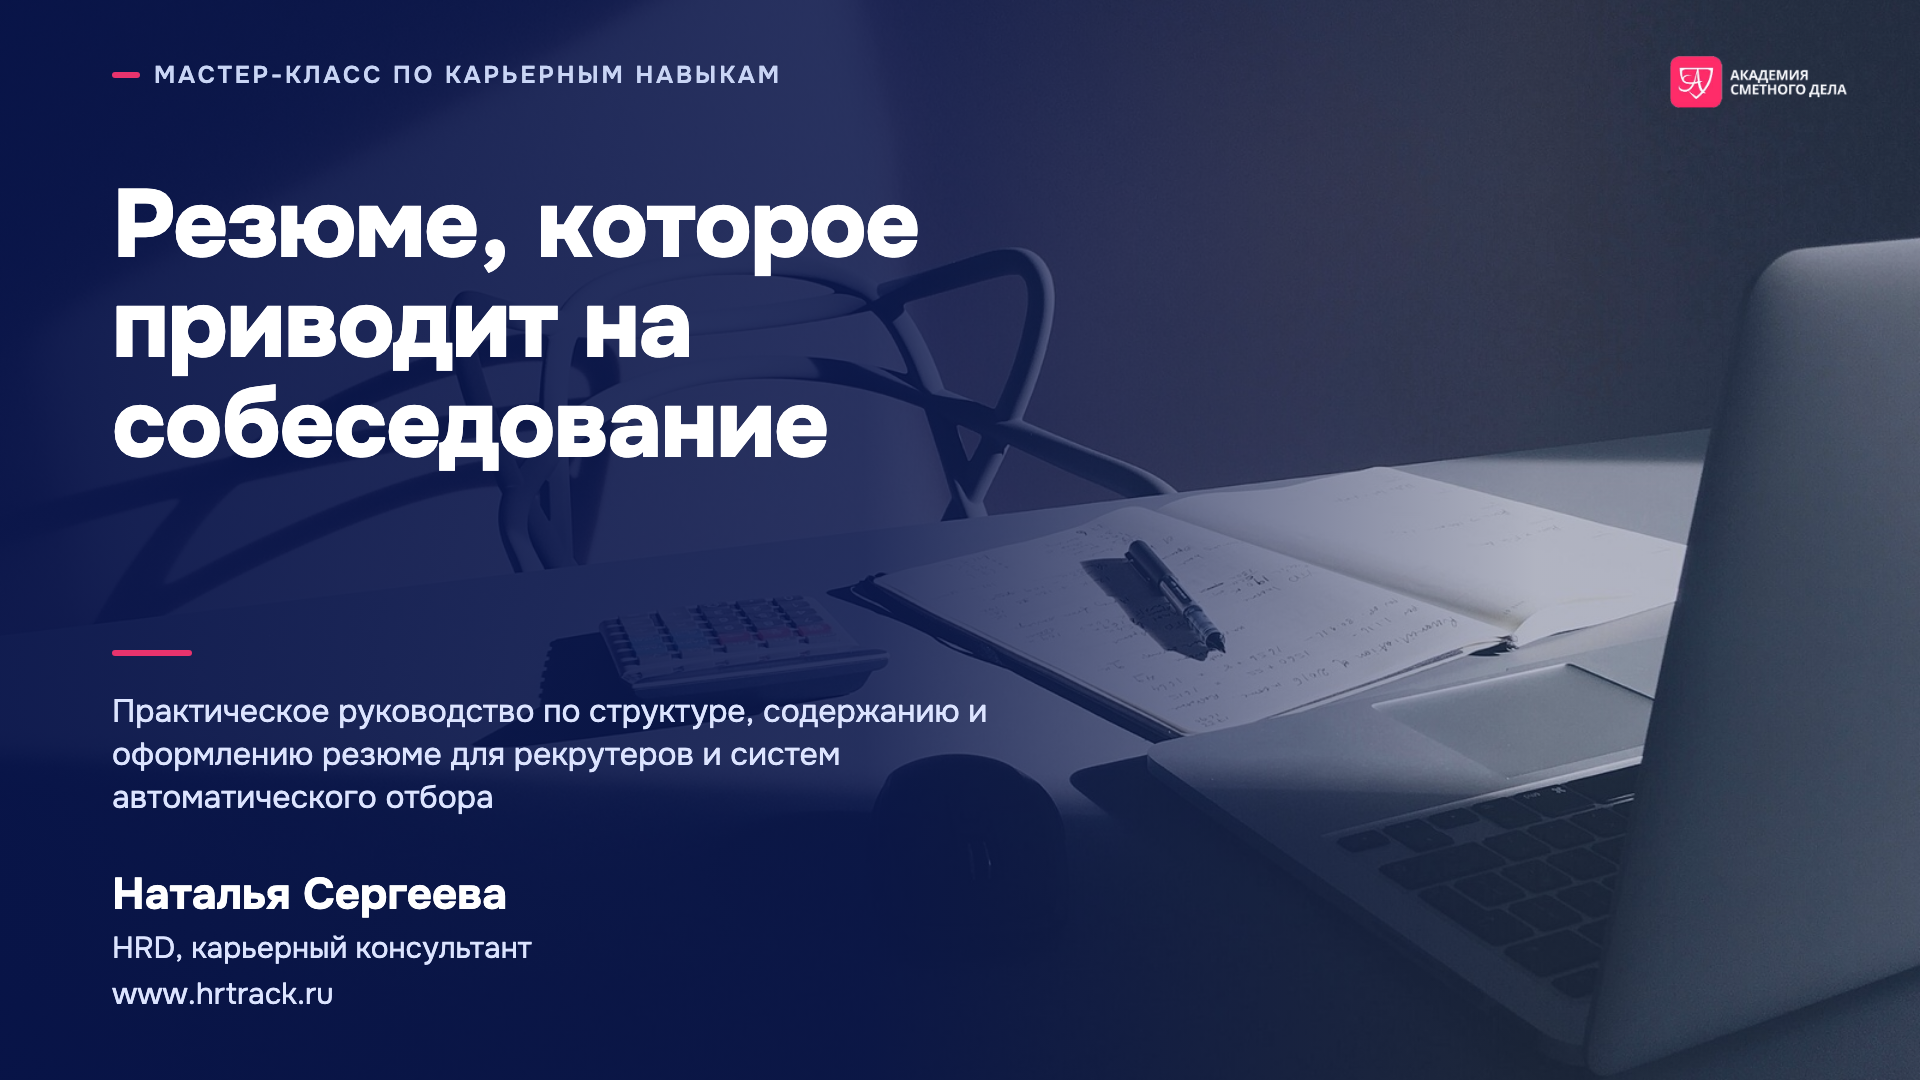 МАСТЕР-КЛАСС ПО КАРЬЕРНЫМ НАВЫКАМ
АКАДЕМИЯ
СМЕТНОГО ДЕЛА
Резюме, которое
приводит на
собеседование
Практическое руководство по структуре, содержанию и
оформлению резюме для рекрутеров и систем
автоматического отбора
Наталья Сергеева
HRD, карьерный консультант
www.hrtrack.ru